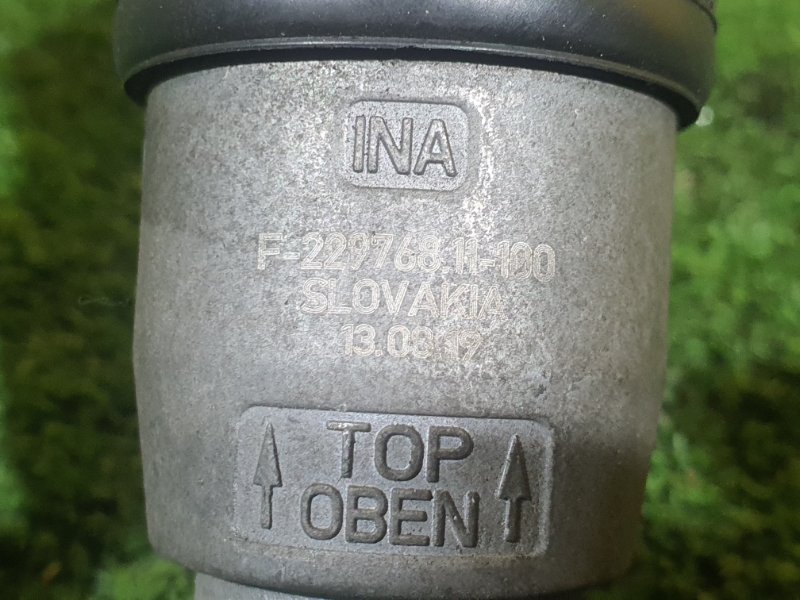 INA
F-229768.11-100
SLOVAKIA
13.03.12
TOP
OBEN